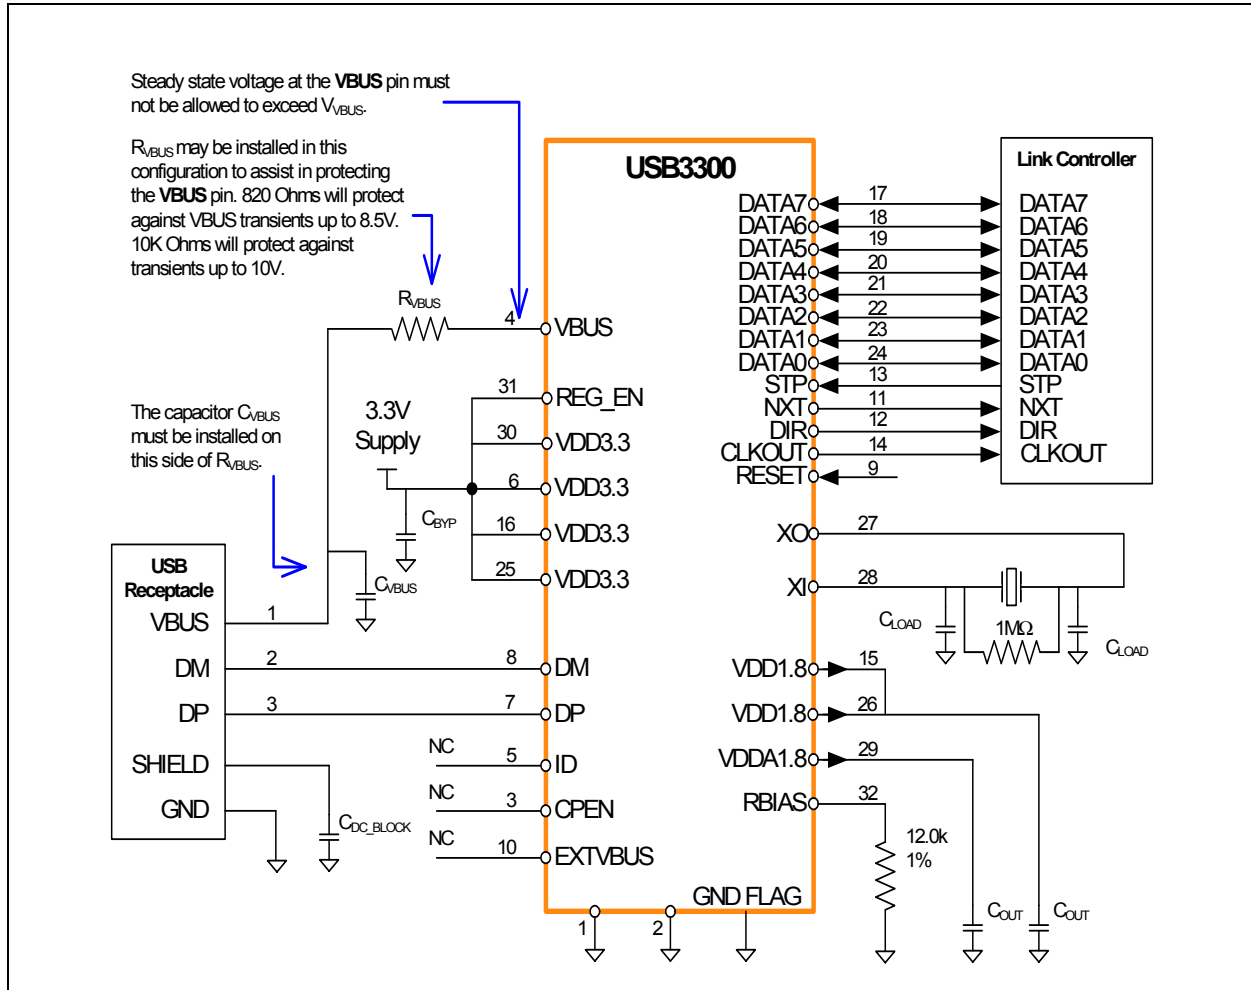 Steady state voltage at the VBUS pin must
not be allowed to exceed VVBUS.
RVBUS may be installed in this
configuration to assist in protecting
the VBUS pin. 820 Ohms will protect
against VBUS transients up to 8.5V.
10K Ohms will protect against
transients up to 10V.
RVBUS
4
VBUS
The capacitor CVBUS
must be installed on
this side of RVBUS.
3.3V
Supply
CBYP
CVBUS
31
REG_EN
30
VDD3.3
6
VDD3.3
16
VDD3.3
25
VDD3.3
USB
Receptacle
VBUS 1
DM 2
DP 3
SHIELD
GND
CDC_BLOCK
8
DM
7
DP
NC 5
ID
NC 3
CPEN
NC 10
EXTVBUS
USB3300
Link Controller
DATA7 17 DATA7
DATA6 18 DATA6
DATA5 19 DATA5
DATA4 20 DATA4
DATA3 21 DATA3
DATA2 22 DATA2
DATA1 23 DATA1
DATA0 24 DATA0
STP 13 STP
NXT 11 NXT
DIR 12 DIR
CLKOUT 14 CLKOUT
RESET 9
XO 27
XI 28
CLOAD
1MΩ
CLOAD
VDD1.8 15
VDD1.8 26
VDDA1.8 29
RBIAS 32
12.0k
1%
COUT
COUT
GND FLAG
1
2